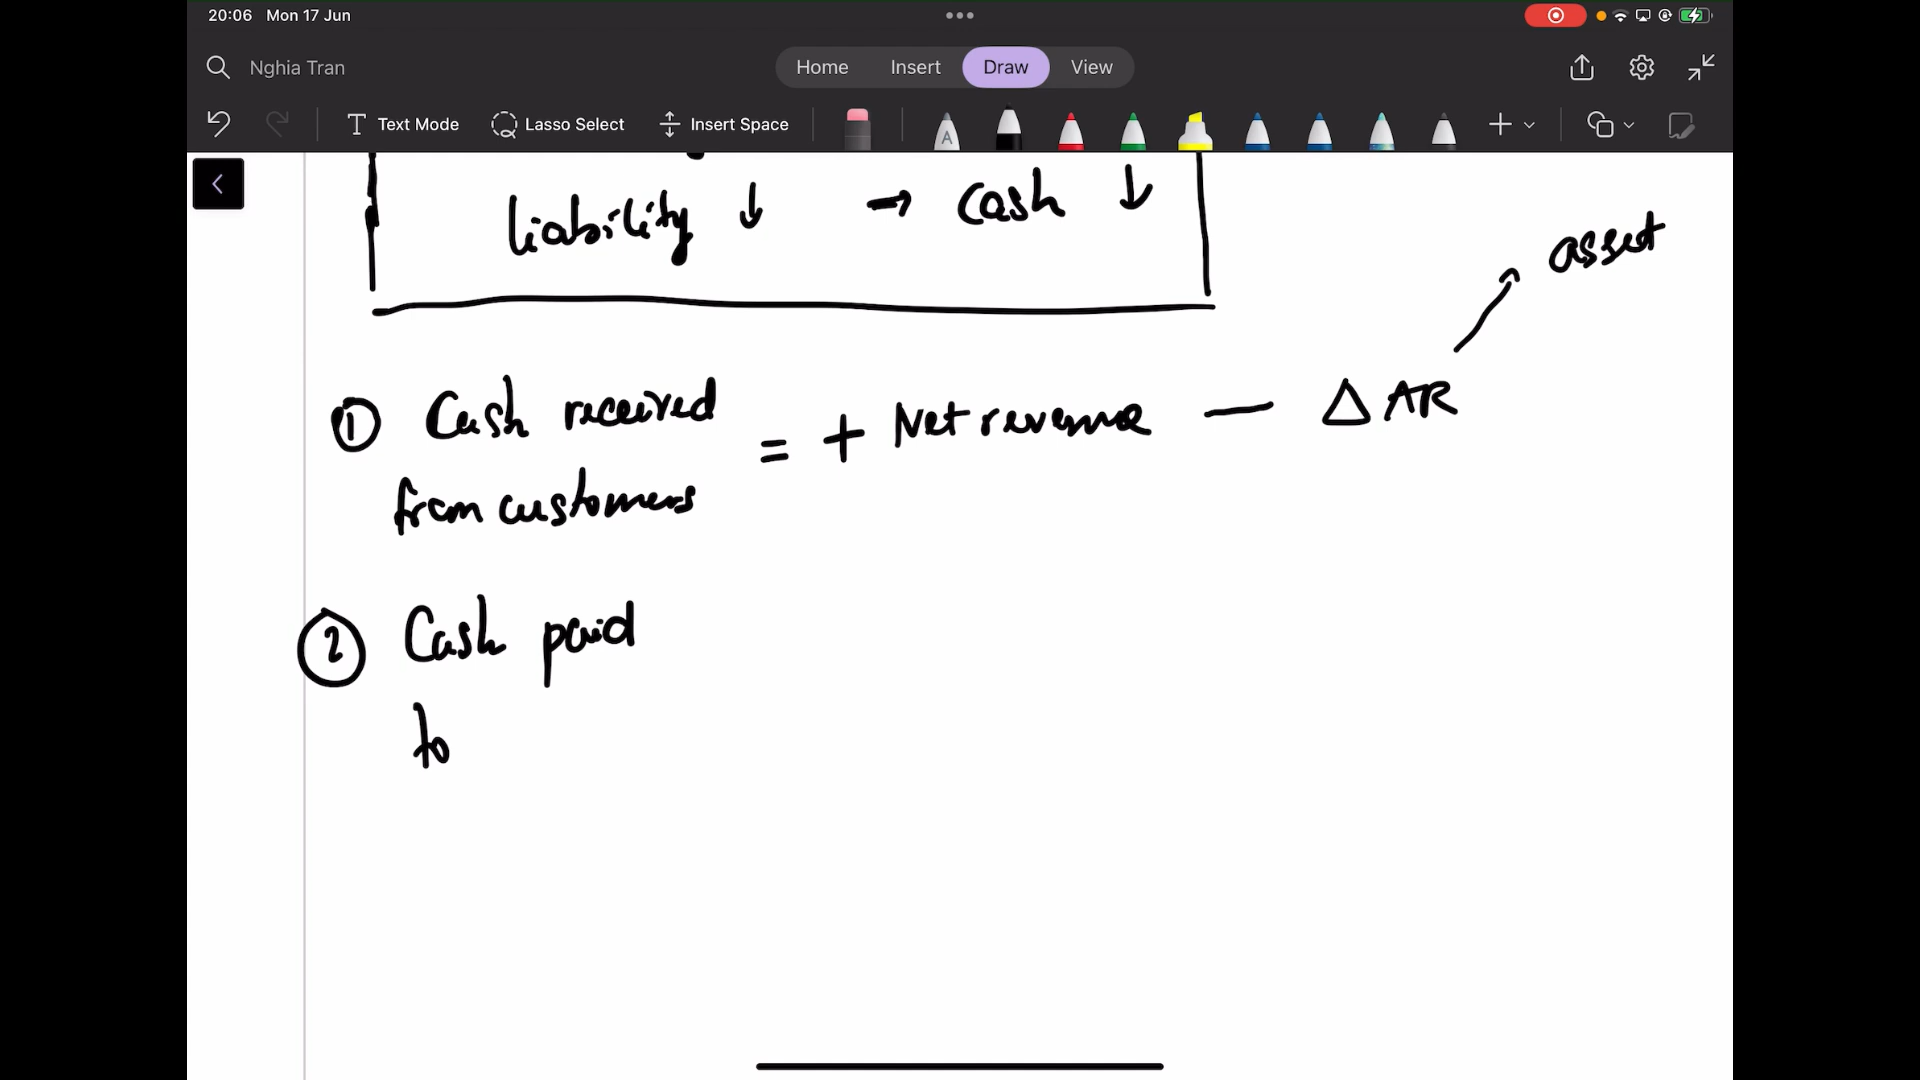 20:06 Mon 17 Jun
Nghia Tran
Home Insert Draw View
Text Mode Lasso Select Insert Space A
liability ↓ → cash ↓
asset
① Cash received = + Net revenue — Δ AR
from customers
② Cash paid
to